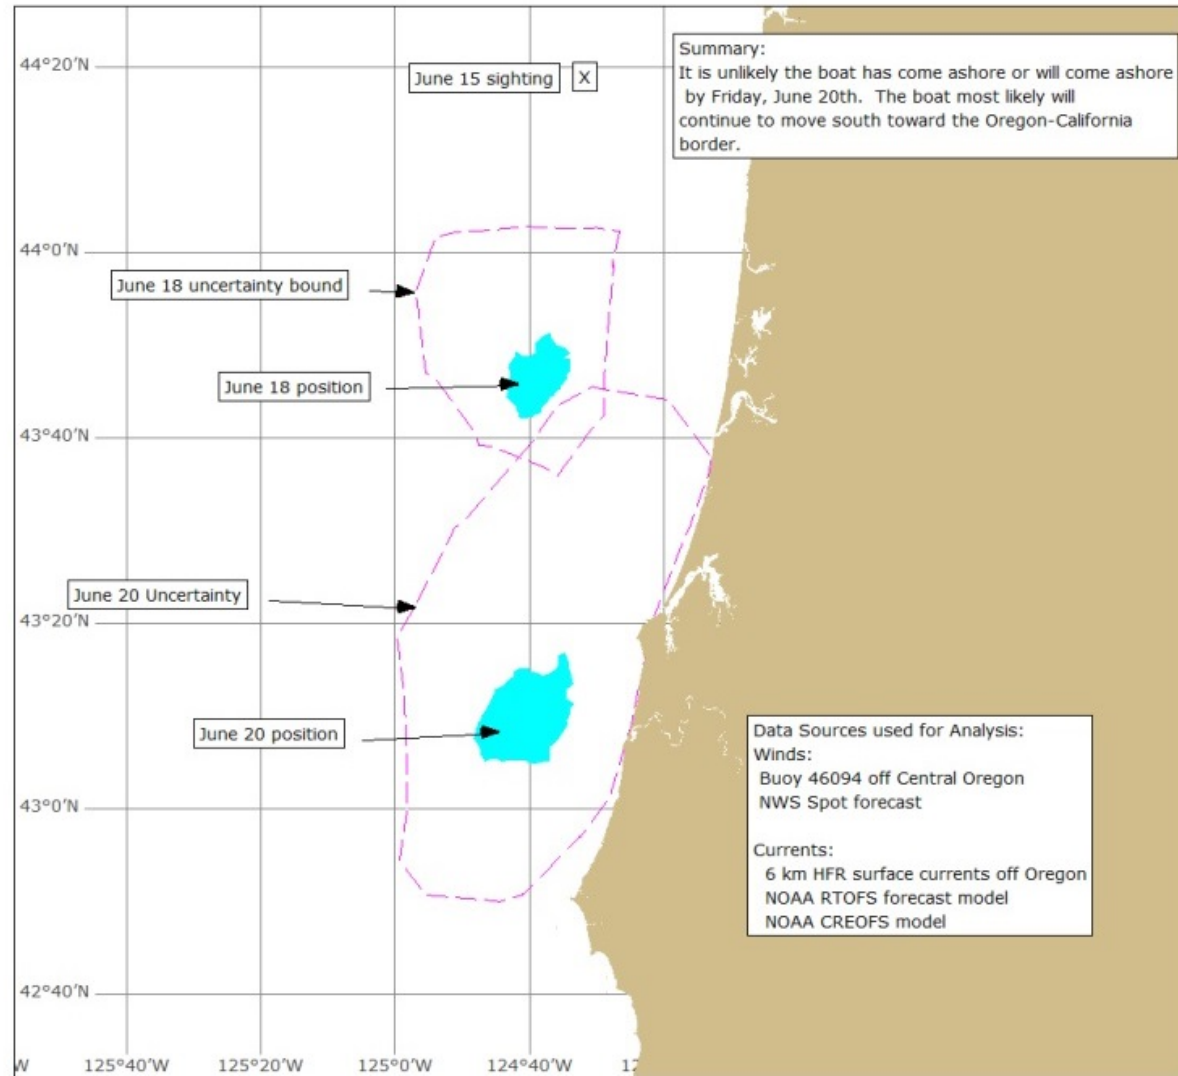 44°20'N
June 15 sighting
X
Summary:
It is unlikely the boat has come ashore or will come ashore
by Friday, June 20th.  The boat most likely will
continue to move south toward the Oregon-California
border.
44°0'N
June 18 uncertainty bound
June 18 position
43°40'N
June 20 Uncertainty
43°20'N
June 20 position
Data Sources used for Analysis:
Winds:
Buoy 46094 off Central Oregon
NWS Spot forecast
Currents:
6 km HFR surface currents off Oregon
NOAA RTOFS forecast model
NOAA CREOFS model
43°0'N
42°40'N
W 125°40'W 125°20'W 125°0'W 124°40'W